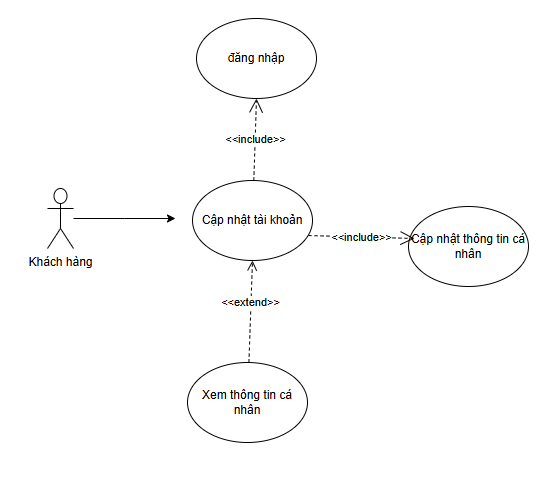 đăng nhập
<<include>>
Cập nhật tài khoản
<<include>>
Cập nhật thông tin cá
nhân
Khách hàng
<<extend>>
Xem thông tin cá
nhân